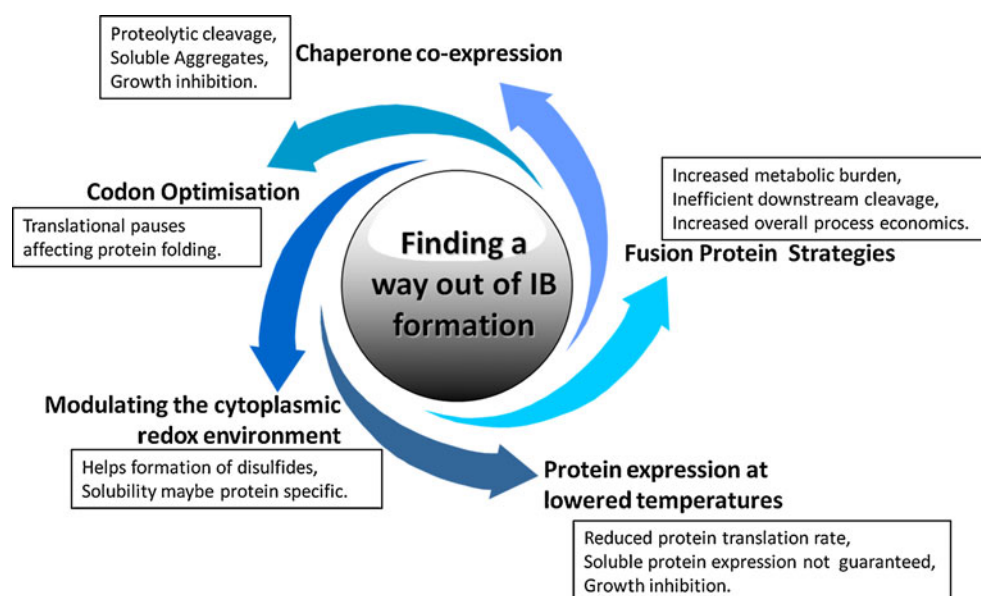 Proteolytic cleavage,
Soluble Aggregates,
Growth inhibition.
Chaperone co-expression
Codon Optimisation
Translational pauses
affecting protein folding.
Increased metabolic burden,
Inefficient downstream cleavage,
Increased overall process economics.
Fusion Protein Strategies
Finding a
way out of IB
formation
Modulating the cytoplasmic
redox environment
Helps formation of disulfides,
Solubility maybe protein specific.
Protein expression at
lowered temperatures
Reduced protein translation rate,
Soluble protein expression not guaranteed,
Growth inhibition.